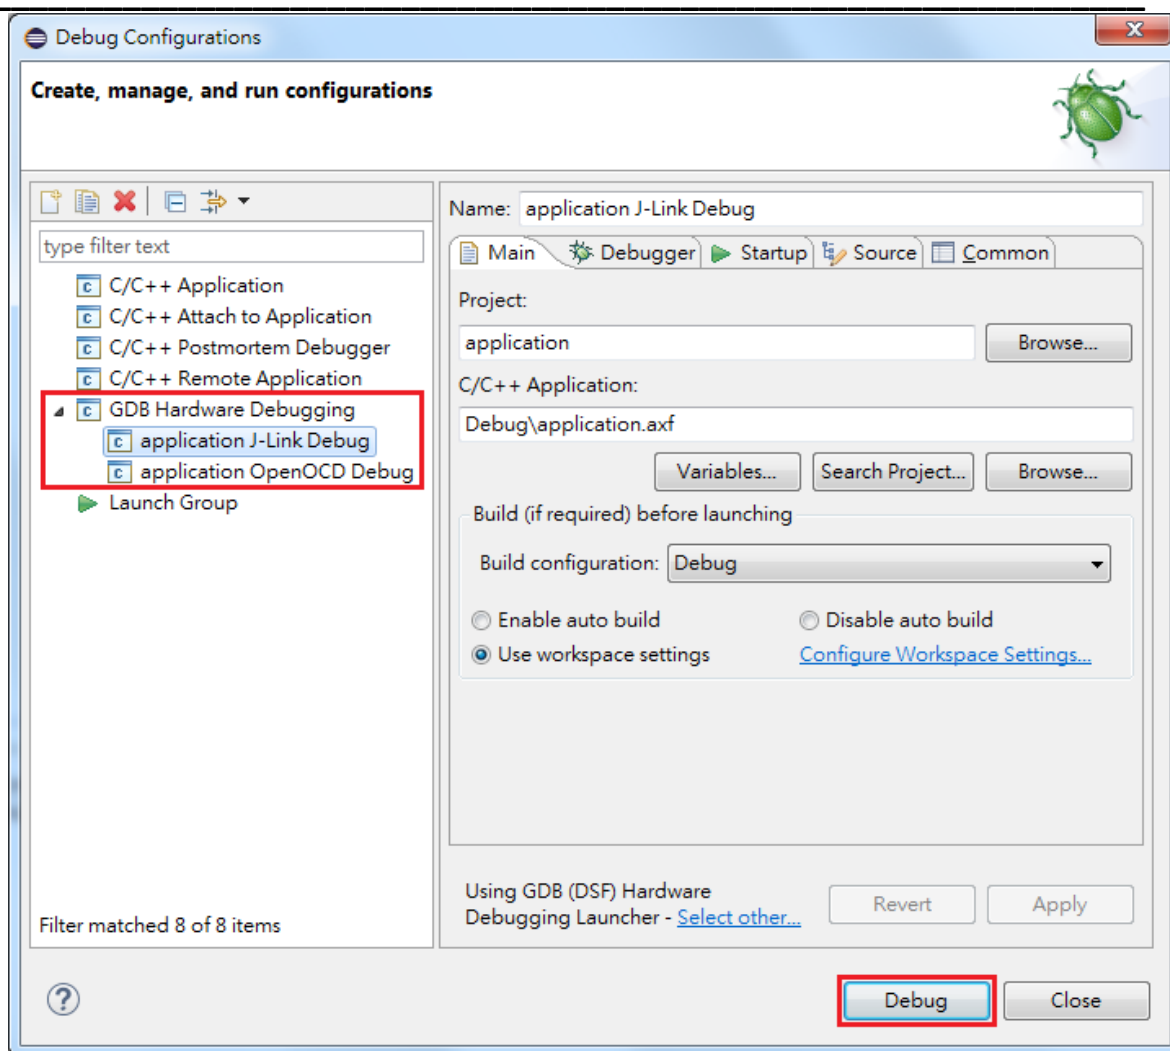 Debug Configurations
Create, manage, and run configurations
type filter text
C/C++ Application
C/C++ Attach to Application
C/C++ Postmortem Debugger
C/C++ Remote Application
GDB Hardware Debugging
application J-Link Debug
application OpenOCD Debug
Launch Group
Filter matched 8 of 8 items
Name: application J-Link Debug
Main Debugger Startup Source Common
Project:
application Browse...
C/C++ Application:
Debug\application.axf
Variables... Search Project... Browse...
Build (if required) before launching
Build configuration: Debug
Enable auto build Disable auto build
Use workspace settings Configure Workspace Settings...
Using GDB (DSF) Hardware
Debugging Launcher - Select other...
Revert Apply
? Debug Close